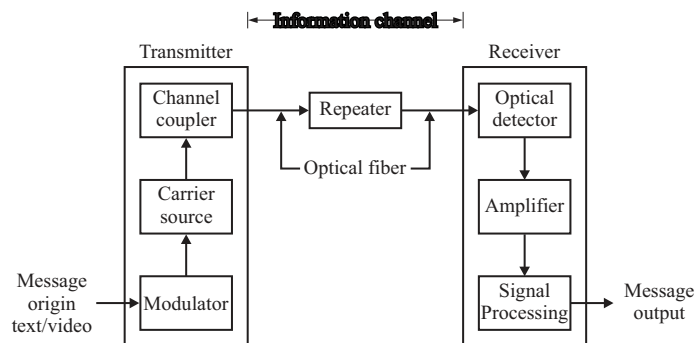 Information channel
Transmitter
Receiver
Channel
coupler
Repeater
Optical
detector
Optical fiber
Carrier
source
Amplifier
Message
origin
text/video
Modulator
Signal
Processing
Message
output